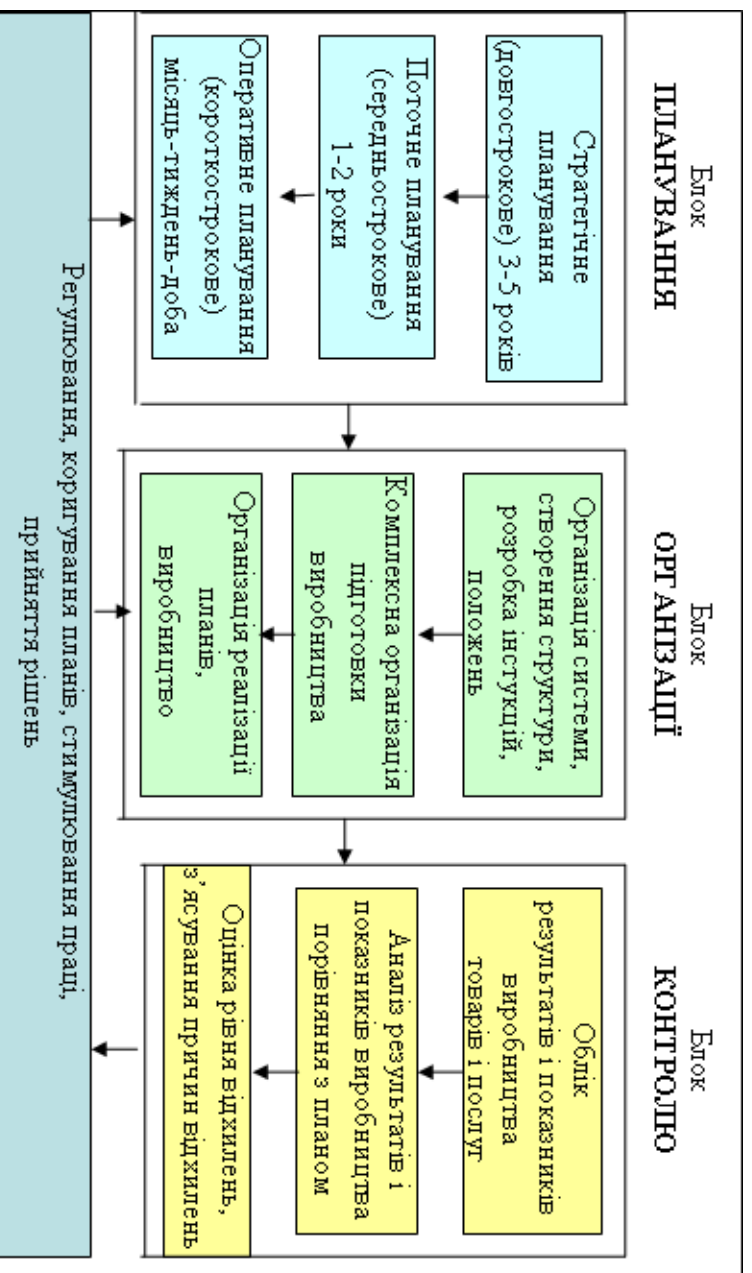 Блок
ПЛАНУВАННЯ
Стратегічне
планування
(довгострокове) 3-5 років
Поточне планування
(середньострокове)
1-2 роки
Оперативне планування
(короткострокове)
місяць-тиждень-доба
Блок
ОРГАНІЗАЦІЇ
Організація системи,
створення структури,
розробка інстукцій,
положень
Комплексна організація
підготовки
виробництва
Організація реалізації
планів,
виробництво
Блок
КОНТРОЛЮ
Облік
результатів і показників
виробництва
товарів і послуг
Аналіз результатів і
показників виробництва
порівняння з планом
Оцінка рівня відхилень,
з’ясування причин відхилень
Регулювання, коригування планів, стимулювання праці,
прийняття рішень